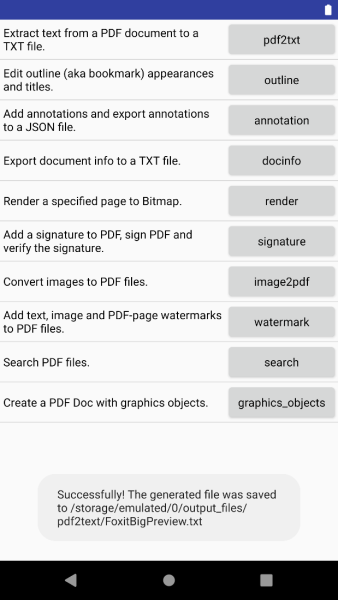 Extract text from a PDF document to a
TXT file.
pdf2txt
Edit outline (aka bookmark) appearances
and titles.
outline
Add annotations and export annotations
to a JSON file.
annotation
Export document info to a TXT file.
docinfo
Render a specified page to Bitmap.
render
Add a signature to PDF, sign PDF and
verify the signature.
signature
Convert images to PDF files.
image2pdf
Add text, image and PDF-page watermarks
to PDF files.
watermark
Search PDF files.
search
Create a PDF Doc with graphics objects.
graphics_objects
Successfully! The generated file was saved
to /storage/emulated/0/output_files/
pdf2text/FoxitBigPreview.txt